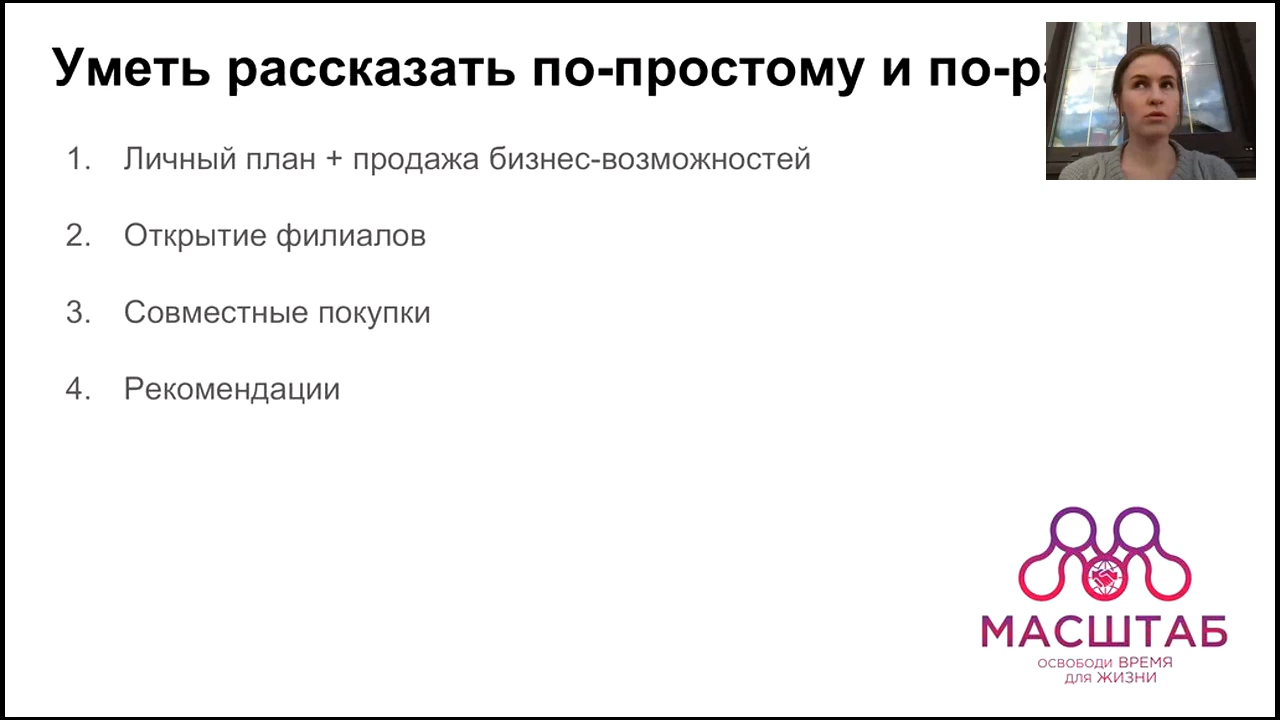 Уметь рассказать по-простому и
1. Личный план + продажа бизнес-возможностей
2. Открытие филиалов
3. Совместные покупки
4. Рекомендации
МАСШТАБ
ОСВОБОДИ ВРЕМЯ
ДЛЯ ЖИЗНИ